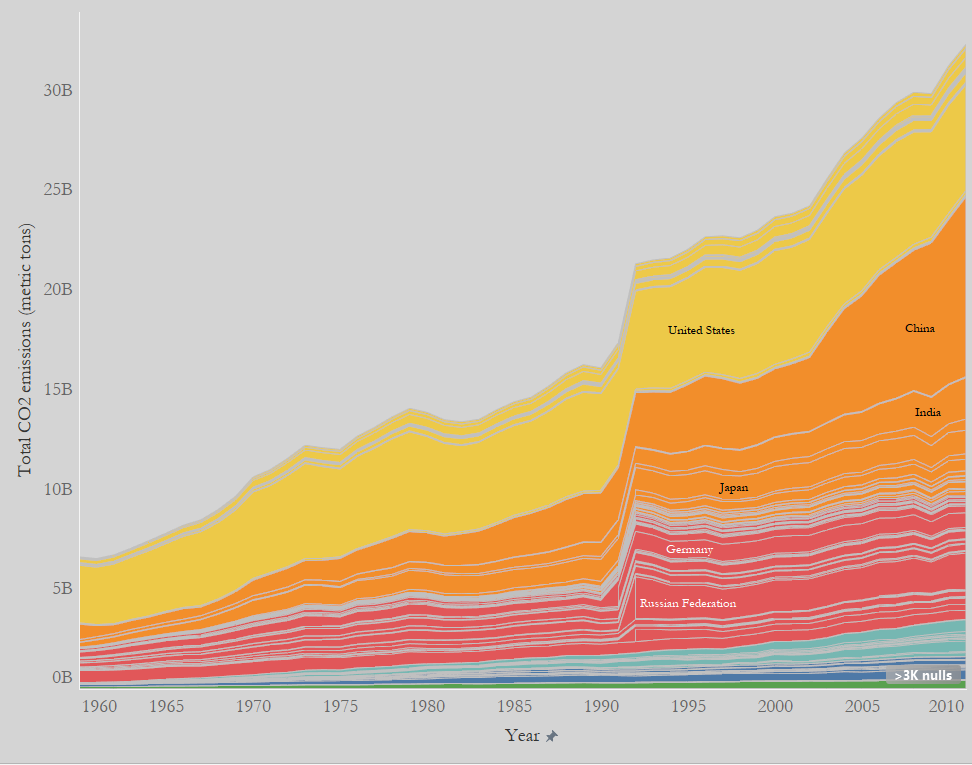 30B
25B
20B
15B
10B
5B
0B
Total CO2 emissions (metric tons)
United States
China
India
Japan
Germany
Russian Federation
>3K nulls
1960 1965 1970 1975 1980 1985 1990 1995 2000 2005 2010
Year